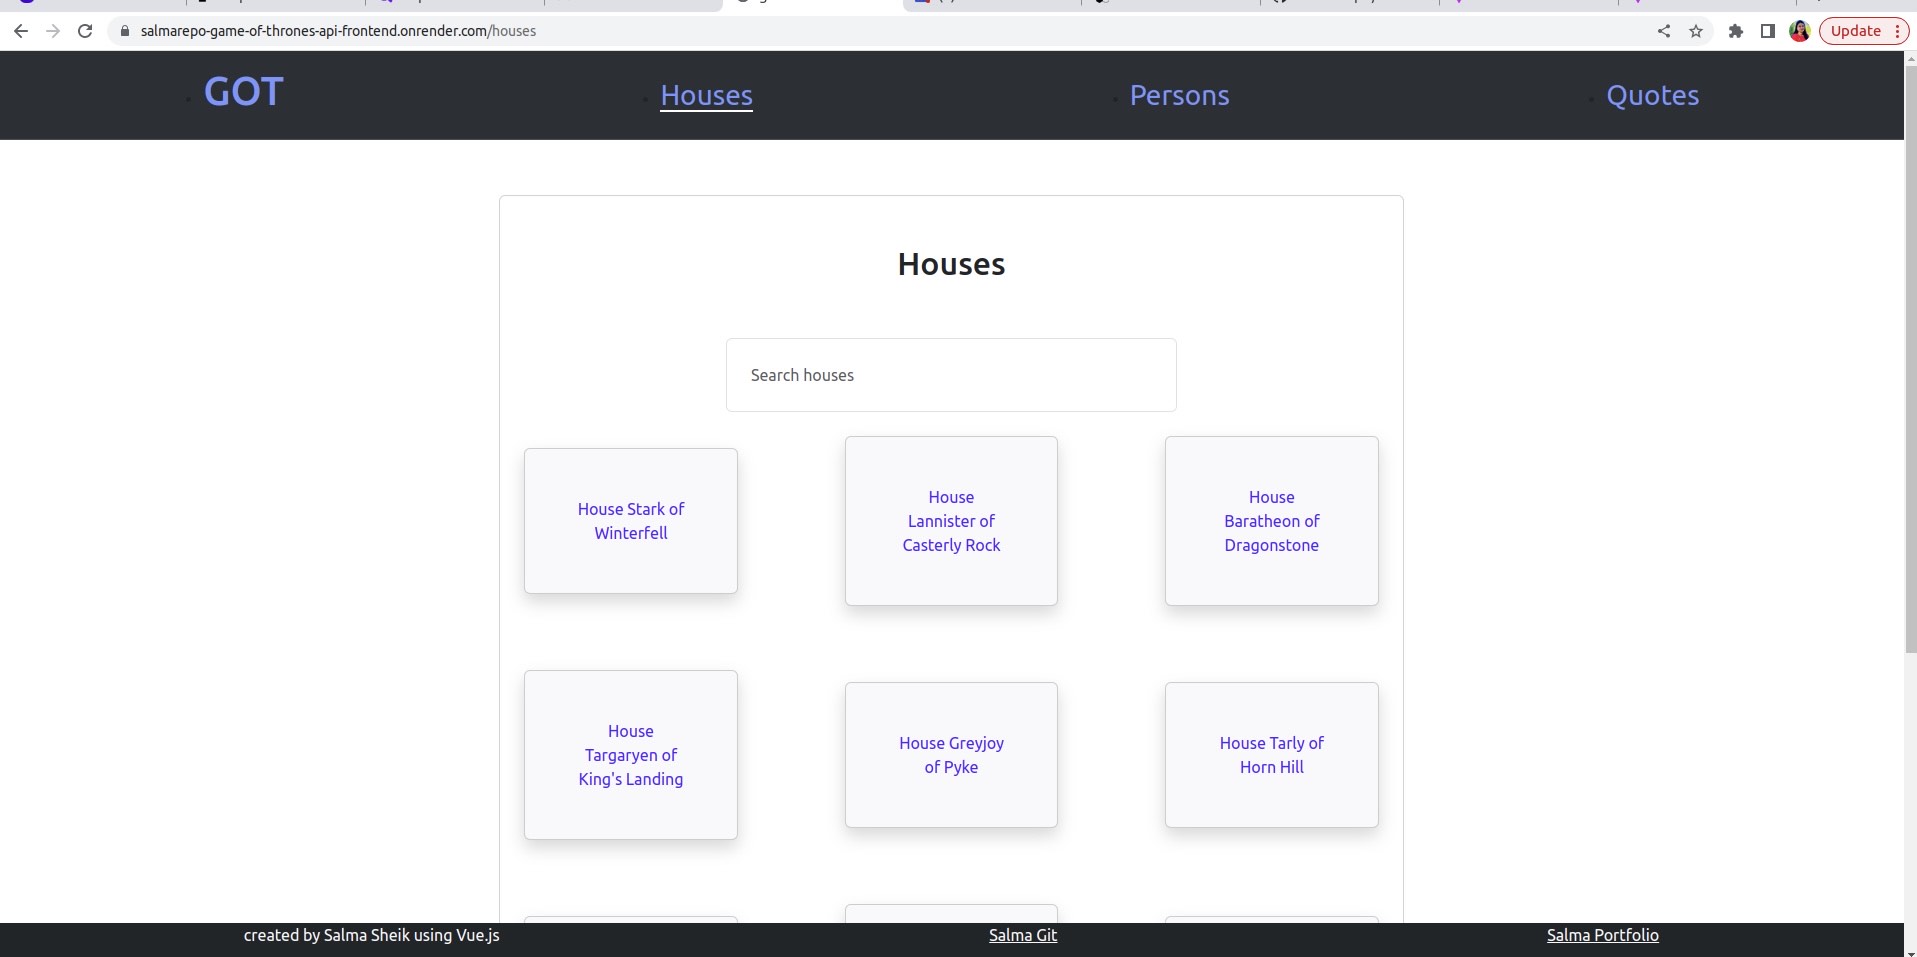 salmarepo-game-of-thrones-api-frontend.onrender.com/houses
Update
GOT
Houses
Persons
Quotes
Houses
Search houses
House Stark of
Winterfell
House
Lannister of
Casterly Rock
House
Baratheon of
Dragonstone
House
Targaryen of
King's Landing
House Greyjoy
of Pyke
House Tarly of
Horn Hill
created by Salma Sheik using Vue.js
Salma Git
Salma Portfolio